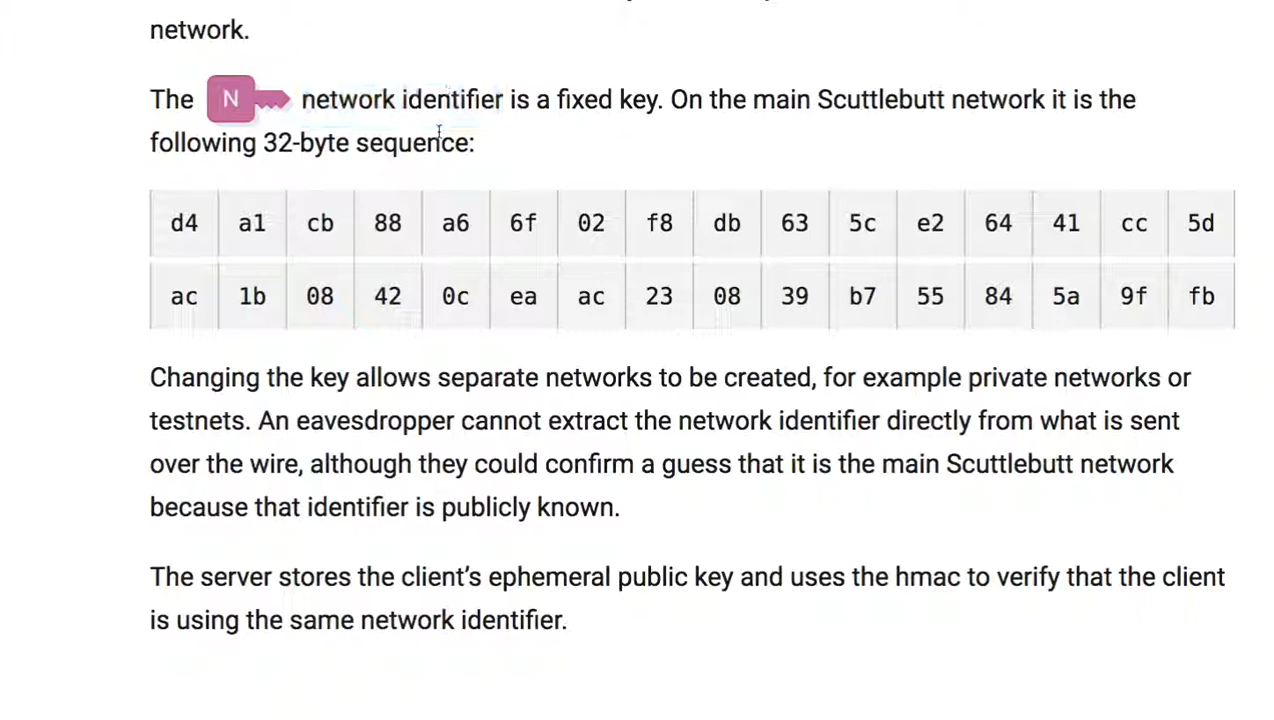 network.
The N network identifier is a fixed key. On the main Scuttlebutt network it is the
following 32-byte sequence:
d4 a1 cb 88 a6 6f 02 f8 db 63 5c e2 64 41 cc 5d
ac 1b 08 42 0c ea ac 23 08 39 b7 55 84 5a 9f fb
Changing the key allows separate networks to be created, for example private networks or
testnets. An eavesdropper cannot extract the network identifier directly from what is sent
over the wire, although they could confirm a guess that it is the main Scuttlebutt network
because that identifier is publicly known.
The server stores the client’s ephemeral public key and uses the hmac to verify that the client
is using the same network identifier.